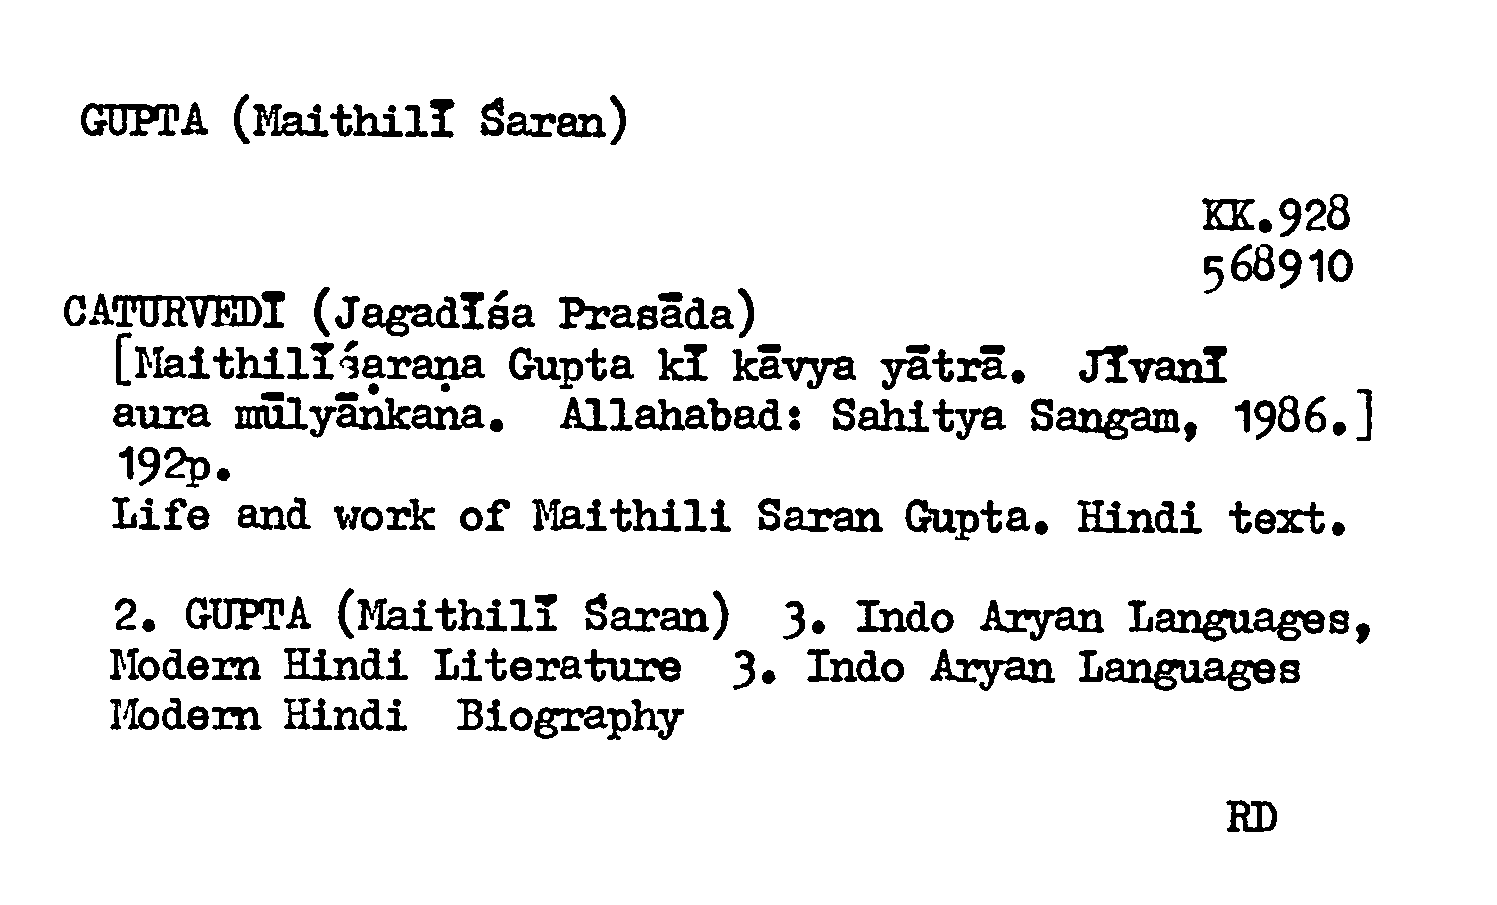 GUPTA (Maithilī Śaran)
KK.928
568910
CATURVEDĪ (Jagadīśa Prasāda)
[Maithilīśaraṇa Gupta kī kāvya yātrā. Jīvanī
aura mūlyāṅkaṇa. Allahabad: Sahitya Sangam, 1986.]
192p.
Life and work of Maithili Saran Gupta. Hindi text.
2. GUPTA (Maithilī Śaran) 3. Indo Aryan Languages,
Modern Hindi Literature 3. Indo Aryan Languages
Modern Hindi Biography
RD